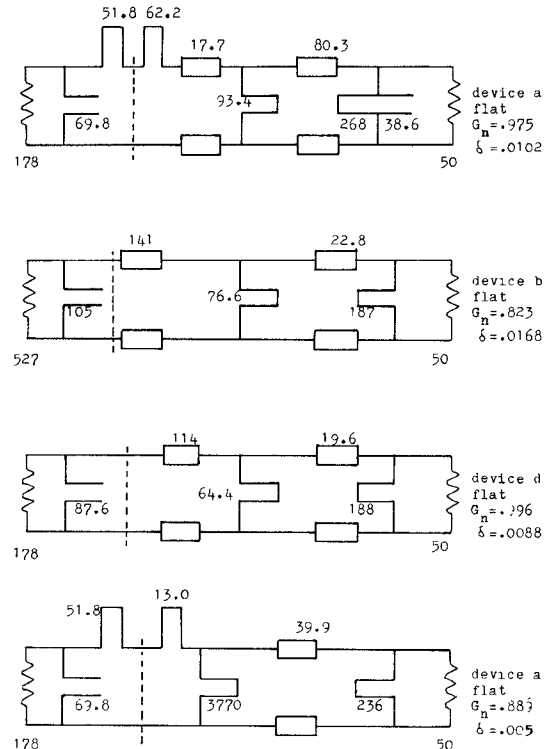 51.8 62.2
17.7 80.3
93.4
69.8 268 38.6
178 50
device a
flat
Gn=.975
δ=.0102
141 22.8
76.6
105 187
527 50
device b
flat
Gn=.823
δ=.0168
114 19.6
64.4
87.6 188
178 50
device d
flat
δ=.0088
13.0
51.8
39.9
69.8 3770 236
178 50
device a
flat
δ=.005